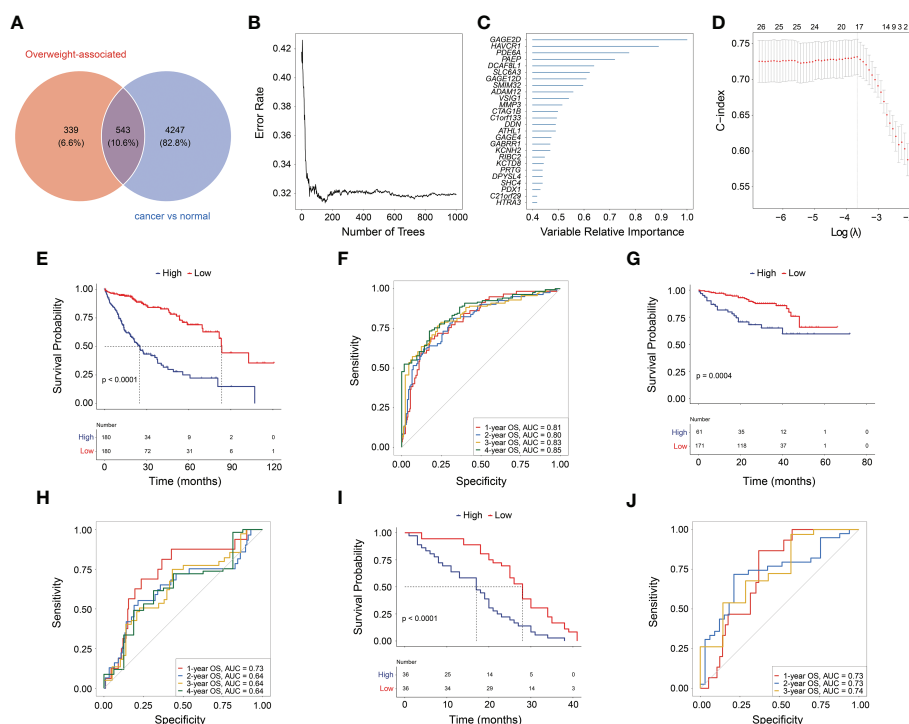 A
Overweight-associated
339
(6.6%)
543
(10.6%)
4247
(82.8%)
cancer vs normal
B
Error Rate
0.42
0.40
0.38
0.36
0.34
0.32
0 200 400 600 800 1000
Number of Trees
C
GAGE2D
HAVCR1
PDE6A
PAEP
DCAF8L1
SLC6A3
GAGE12D
SMIM32
ADAM12
VSIG1
MMP3
CTAG1B
C1orf133
DDN
ATHL1
GAGE4
GABRR1
KCNH2
RIBC2
KCTD8
PRTG
DPYSL4
SHC4
PDX1
C21orf29
HTRA3
0.4 0.5 0.6 0.7 0.8 0.9 1.0
Variable Relative Importance
D
26 25 25 24 20 17 14 9 3 2
C-index
0.75
0.70
0.65
0.60
0.55
-6 -5 -4 -3 -2
Log (λ)
E
High Low
Survival Probability
1.00
0.75
0.50
0.25
0.00
p < 0.0001
Number
High 180 34 9 2 0
Low 180 72 31 6 1
0 30 60 90 120
Time (months)
F
Sensitivity
1.00
0.75
0.50
0.25
0.00
1-year OS, AUC = 0.81
2-year OS, AUC = 0.80
3-year OS, AUC = 0.83
4-year OS, AUC = 0.85
0.00 0.25 0.50 0.75 1.00
Specificity
G
High Low
Survival Probability
1.00
0.75
0.50
0.25
0.00
p = 0.0004
Number
High 61 35 12 1 0
Low 171 118 37 1 0
0 20 40 60 80
Time (months)
H
Sensitivity
1.00
0.75
0.50
0.25
0.00
1-year OS, AUC = 0.73
2-year OS, AUC = 0.64
3-year OS, AUC = 0.64
4-year OS, AUC = 0.64
0.00 0.25 0.50 0.75 1.00
Specificity
I
High Low
Survival Probability
1.00
0.75
0.50
0.25
0.00
p < 0.0001
Number
High 36 25 14 5 0
Low 36 34 29 14 3
0 10 20 30 40
Time (months)
J
Sensitivity
1.00
0.75
0.50
0.25
0.00
1-year OS, AUC = 0.73
2-year OS, AUC = 0.73
3-year OS, AUC = 0.74
0.00 0.25 0.50 0.75 1.00
Specificity